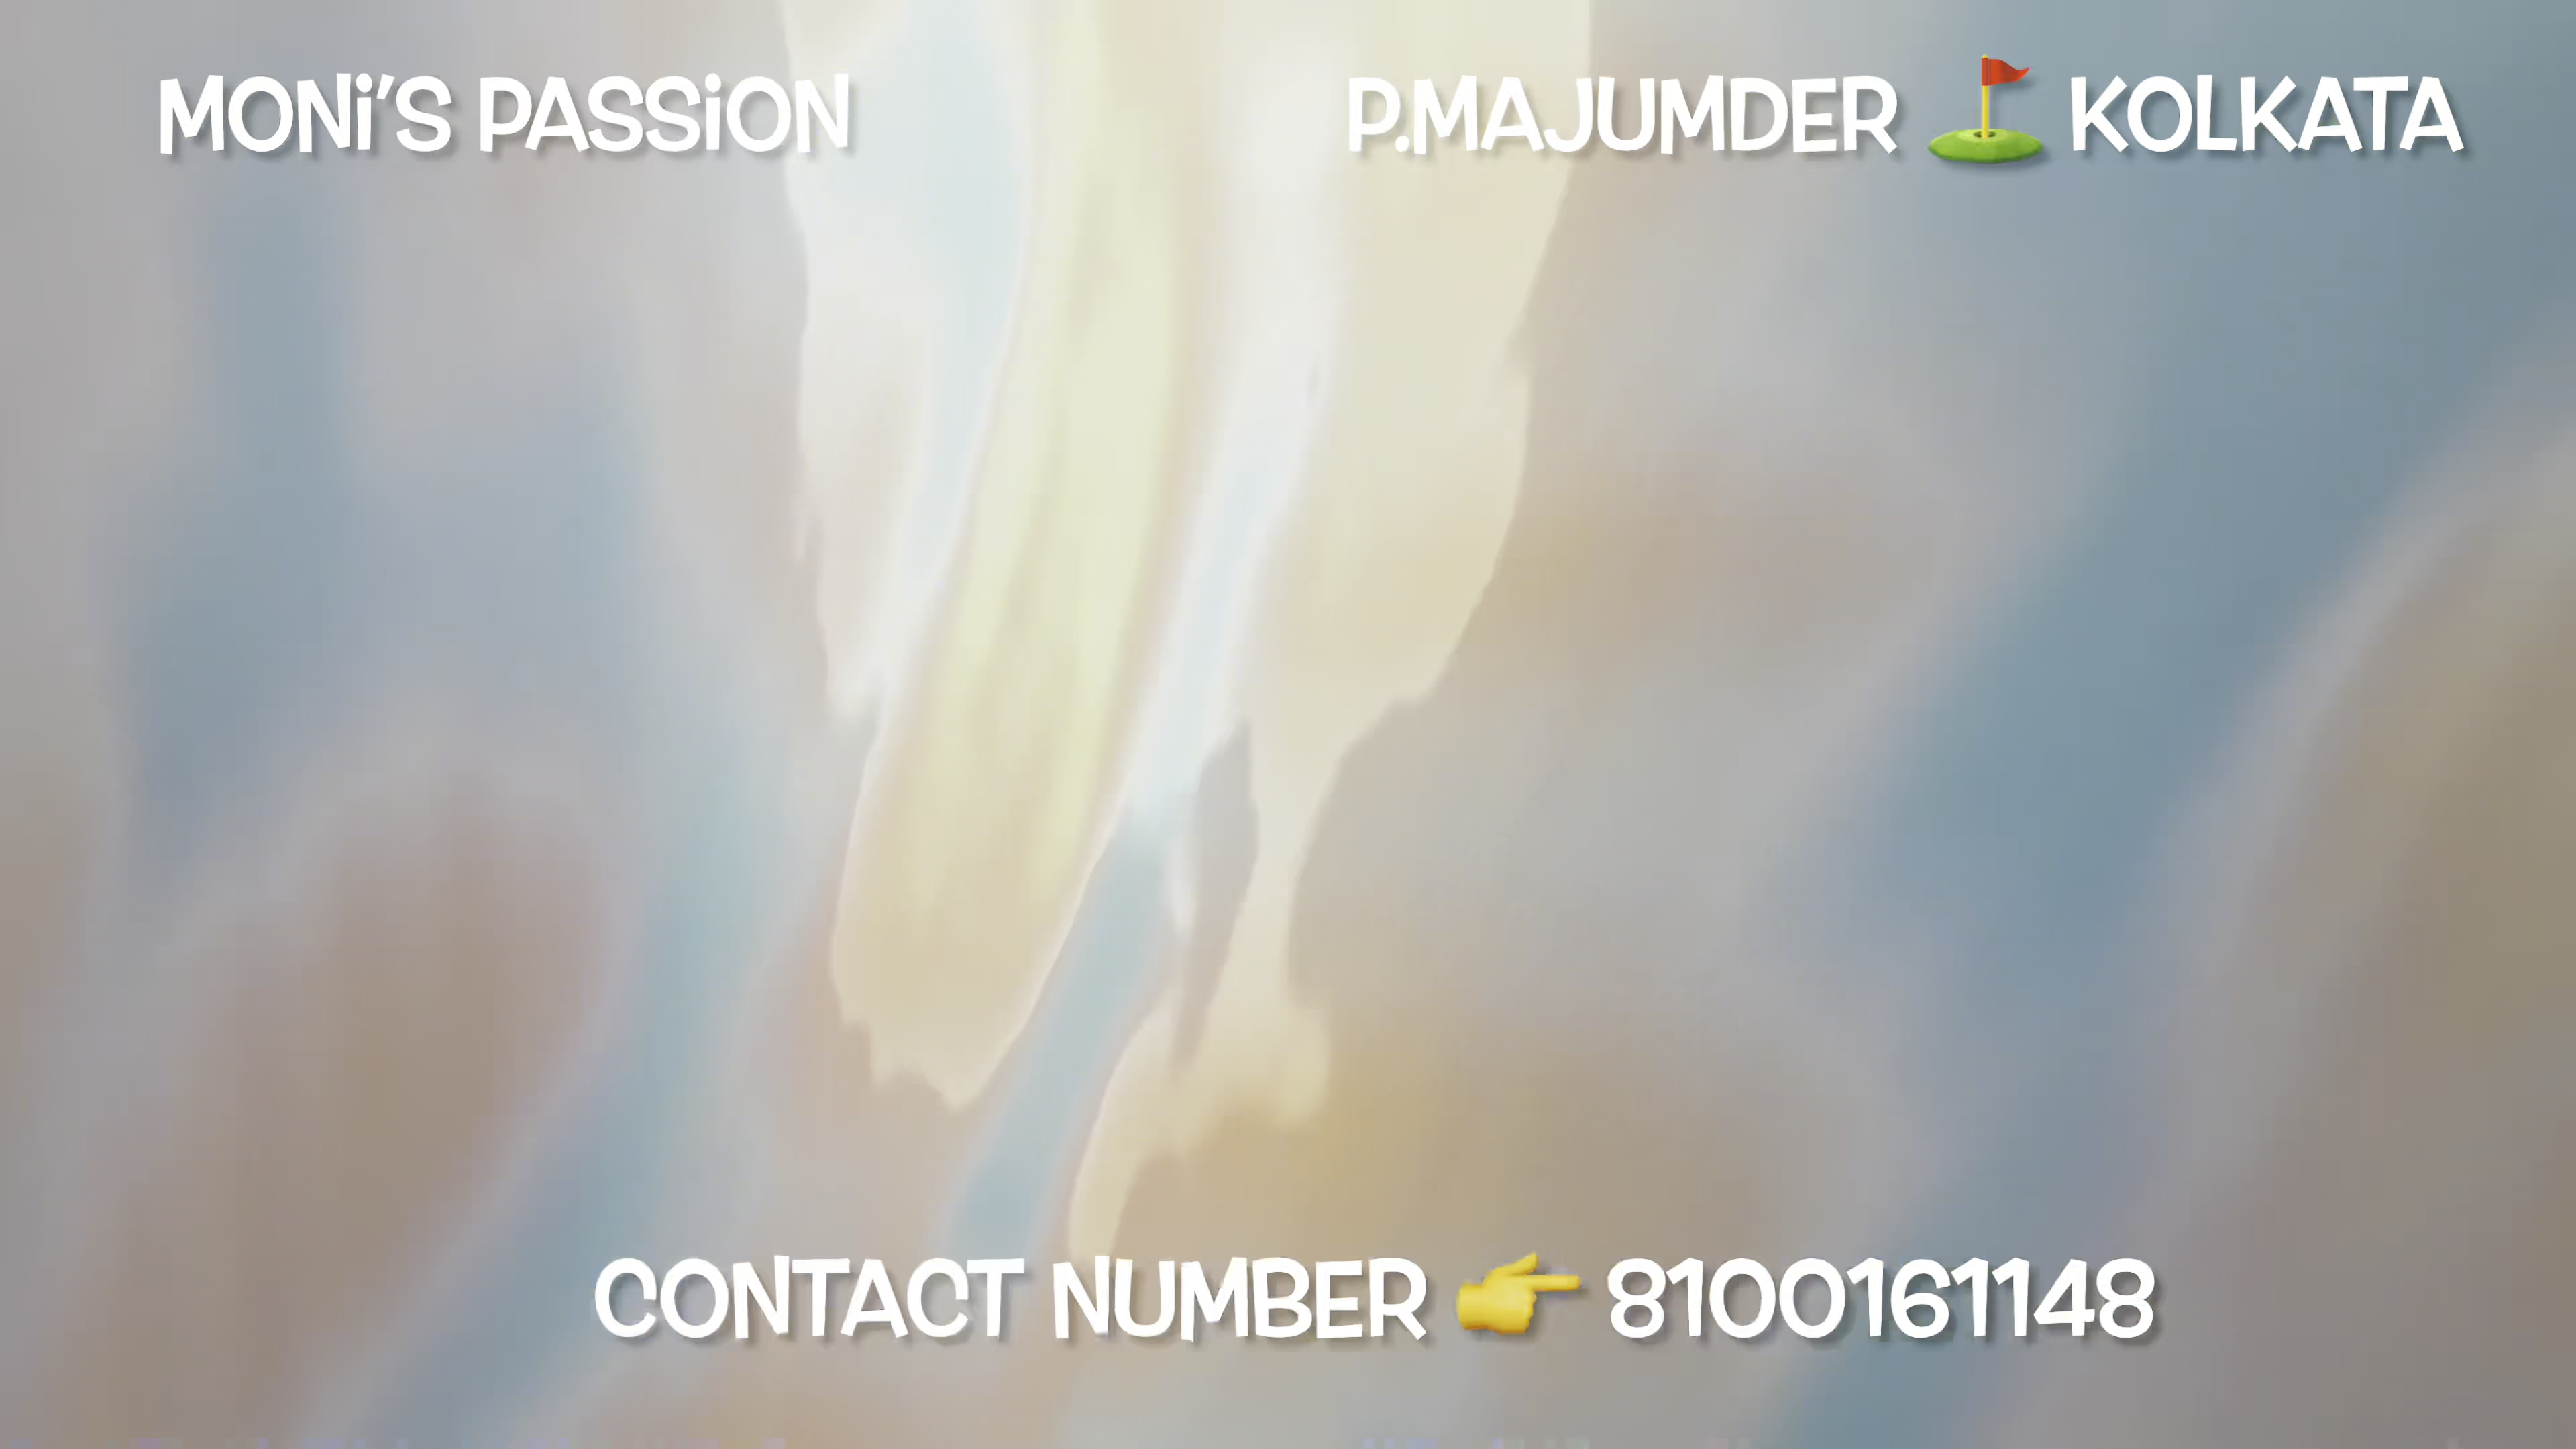 MONi'S PASSiON
P.MAJUMDER ⛳ KOLKATA
CONTACT NUMBER 👉 8100161148